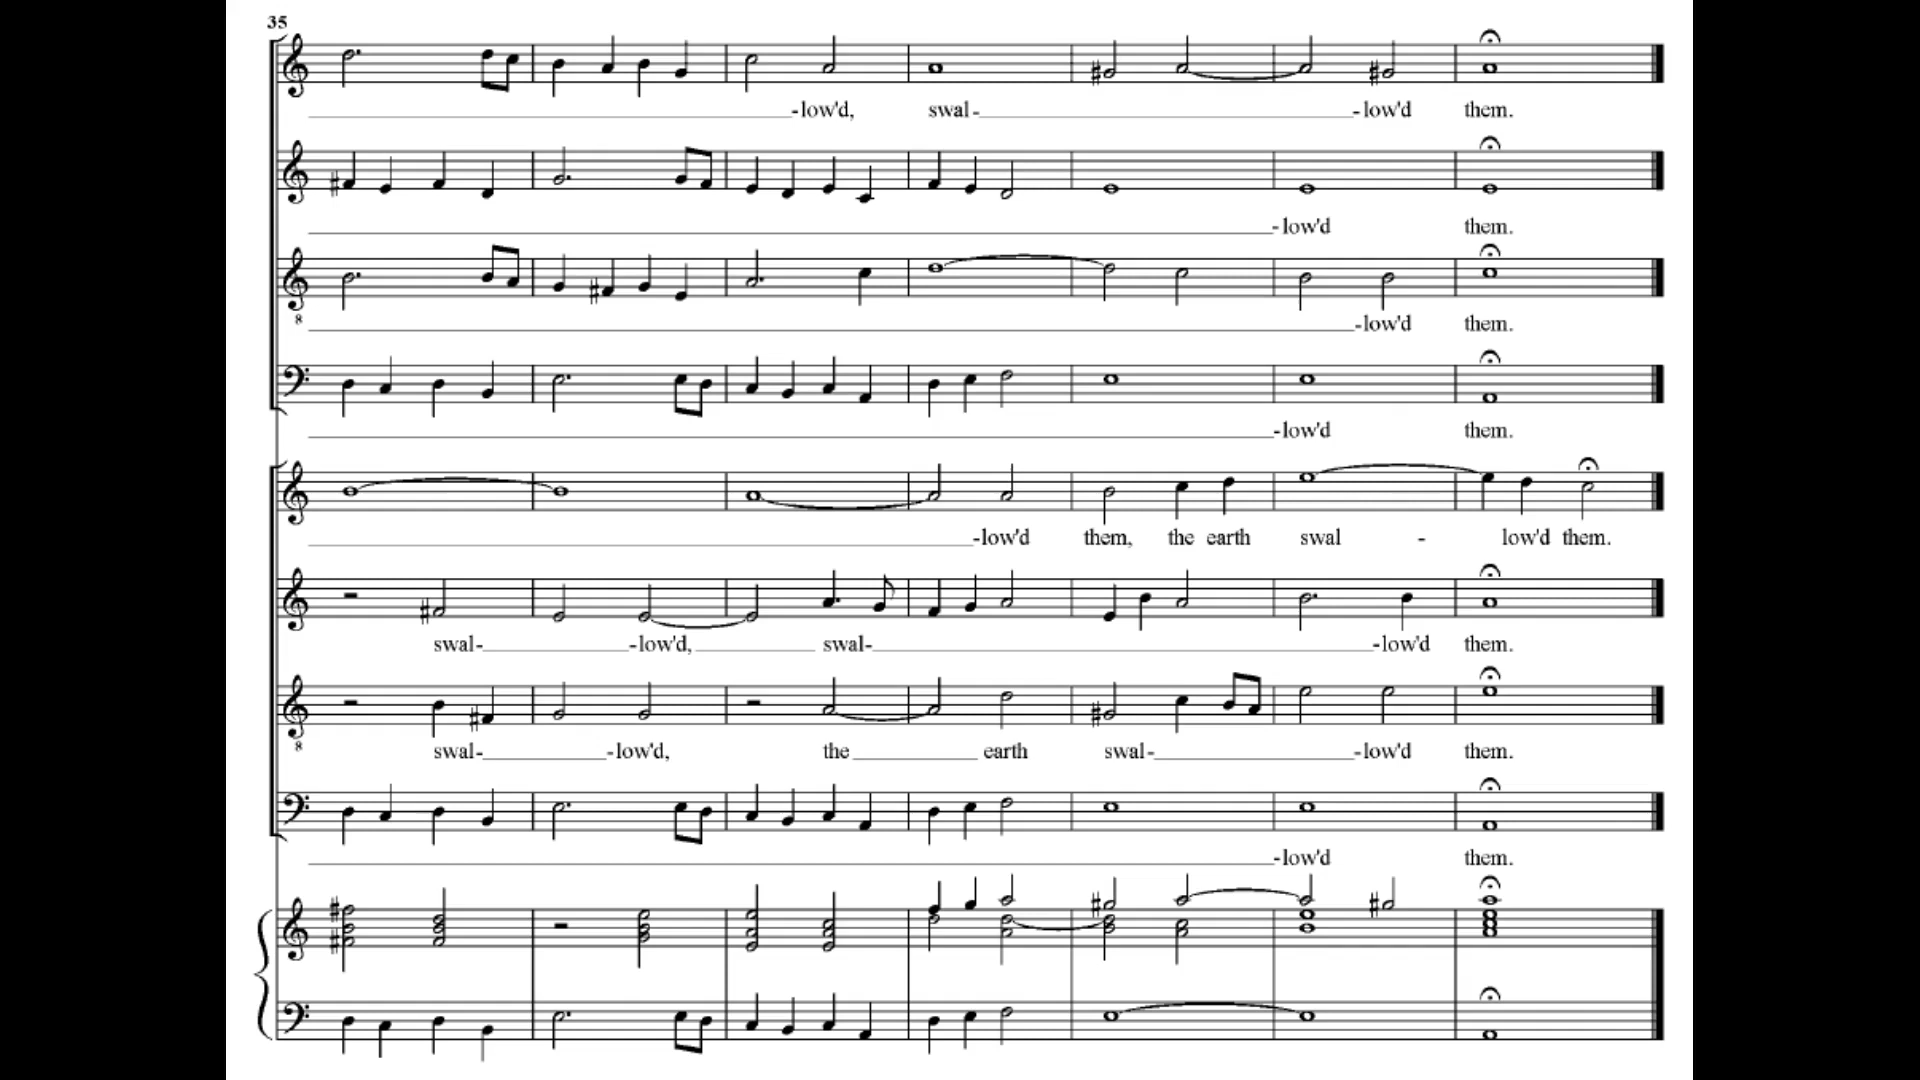 35
-low'd, swal- -low'd them.
-low'd them.
8
-low'd them.
-low'd them.
-low'd them, the earth swal - low'd them.
swal- -low'd, swal- -low'd them.
8
swal- -low'd, the earth swal- -low'd them.
-low'd them.